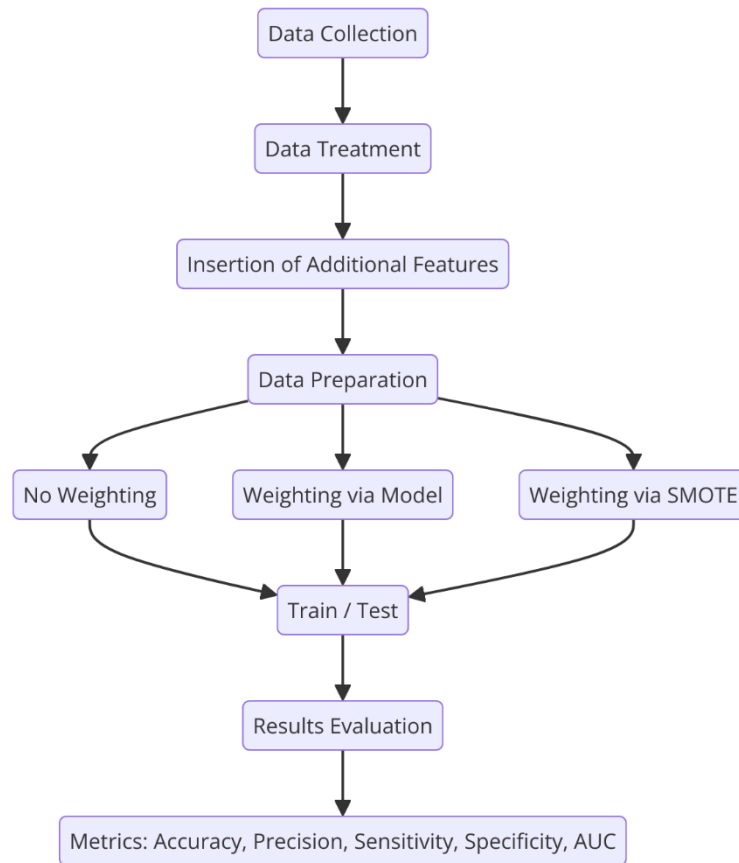 Data Collection
Data Treatment
Insertion of Additional Features
Data Preparation
No Weighting
Weighting via Model
Weighting via SMOTE
Train / Test
Results Evaluation
Metrics: Accuracy, Precision, Sensitivity, Specificity, AUC